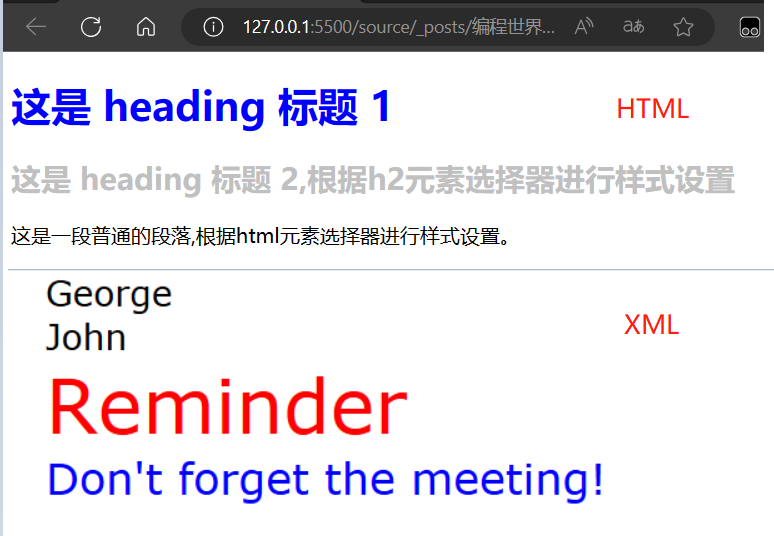 127.0.0.1:5500/source/_posts/编程世界...
这是 heading 标题 1
HTML
这是 heading 标题 2,根据h2元素选择器进行样式设置
这是一段普通的段落,根据html元素选择器进行样式设置。
George
XML
John
Reminder
Don't forget the meeting!